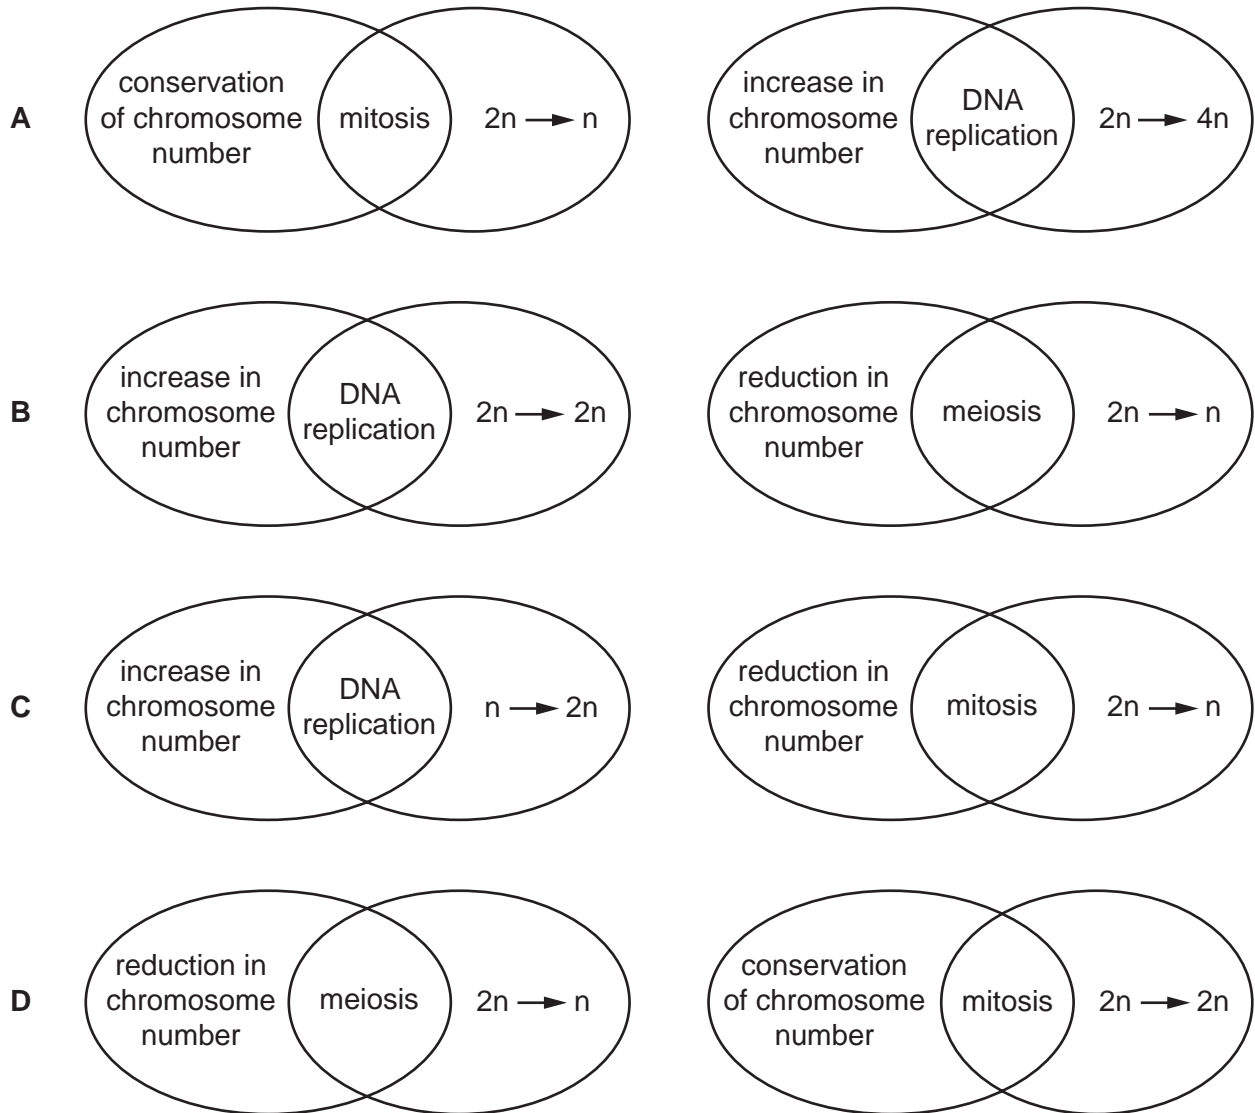 A
conservation
of chromosome
number
mitosis
2n → n
increase in
chromosome
number
DNA
replication
2n → 4n
B
increase in
chromosome
number
DNA
replication
2n → 2n
reduction in
chromosome
number
meiosis
2n → n
C
increase in
chromosome
number
DNA
replication
n → 2n
reduction in
chromosome
number
mitosis
2n → n
D
reduction in
chromosome
number
meiosis
2n → n
conservation
of chromosome
number
mitosis
2n → 2n